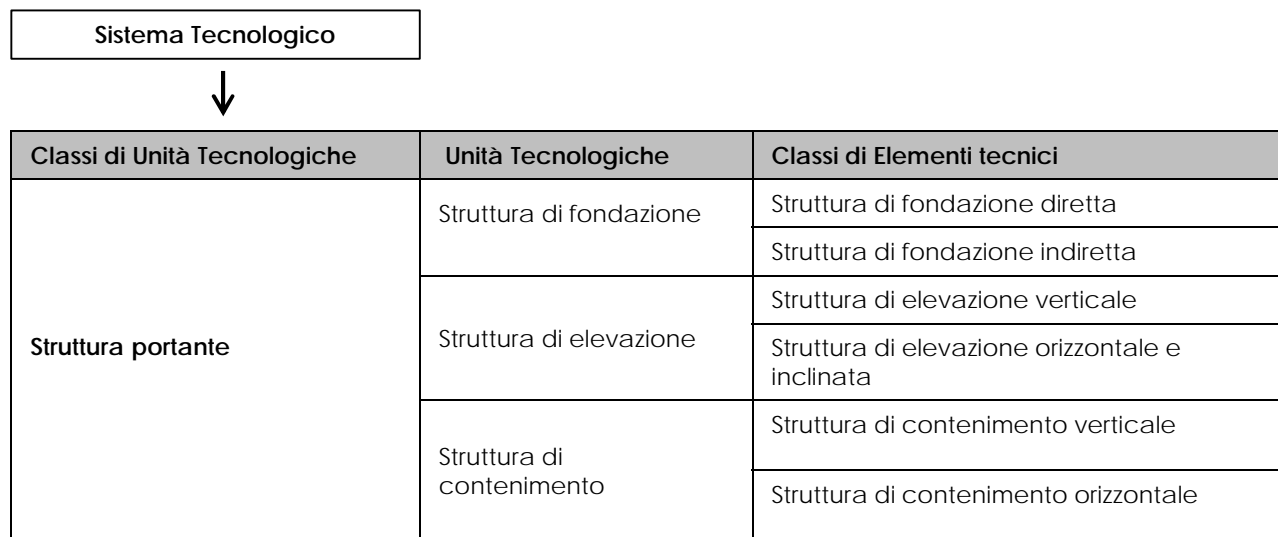 Sistema Tecnologico
Classi di Unità Tecnologiche
Unità Tecnologiche
Classi di Elementi tecnici
Struttura portante
Struttura di fondazione
Struttura di fondazione diretta
Struttura di fondazione indiretta
Struttura di elevazione
Struttura di elevazione verticale
Struttura di elevazione orizzontale e
inclinata
Struttura di
contenimento
Struttura di contenimento verticale
Struttura di contenimento orizzontale